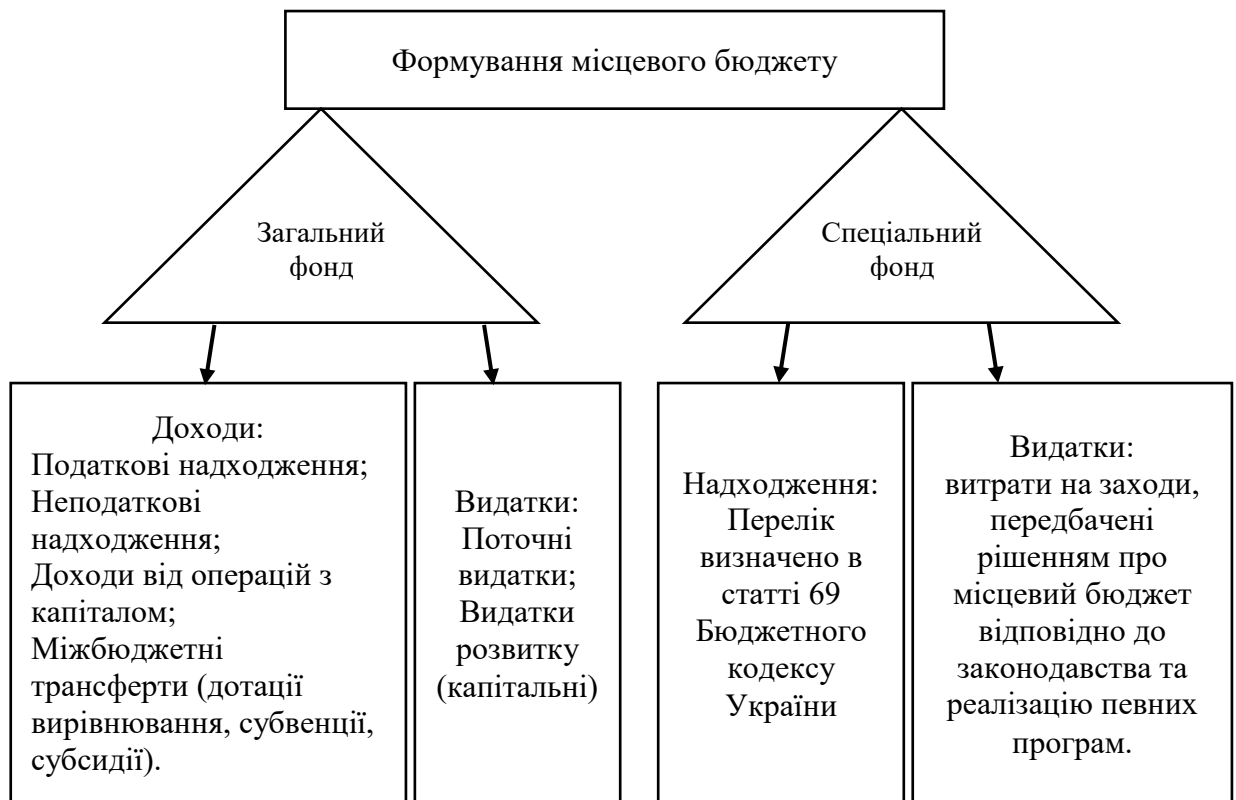 Формування місцевого бюджету
Загальний
фонд
Спеціальний
фонд
Доходи:
Податкові надходження;
Неподаткові
надходження;
Доходи від операцій з
капіталом;
Міжбюджетні
трансферти (дотації
вирівнювання, субвенції,
субсидії).
Видатки:
Поточні
видатки;
Видатки
розвитку
(капітальні)
Надходження:
Перелік
визначено в
статті 69
Бюджетного
кодексу
України
Видатки:
витрати на заходи,
передбачені
рішенням про
місцевий бюджет
відповідно до
законодавства та
реалізацію певних
програм.